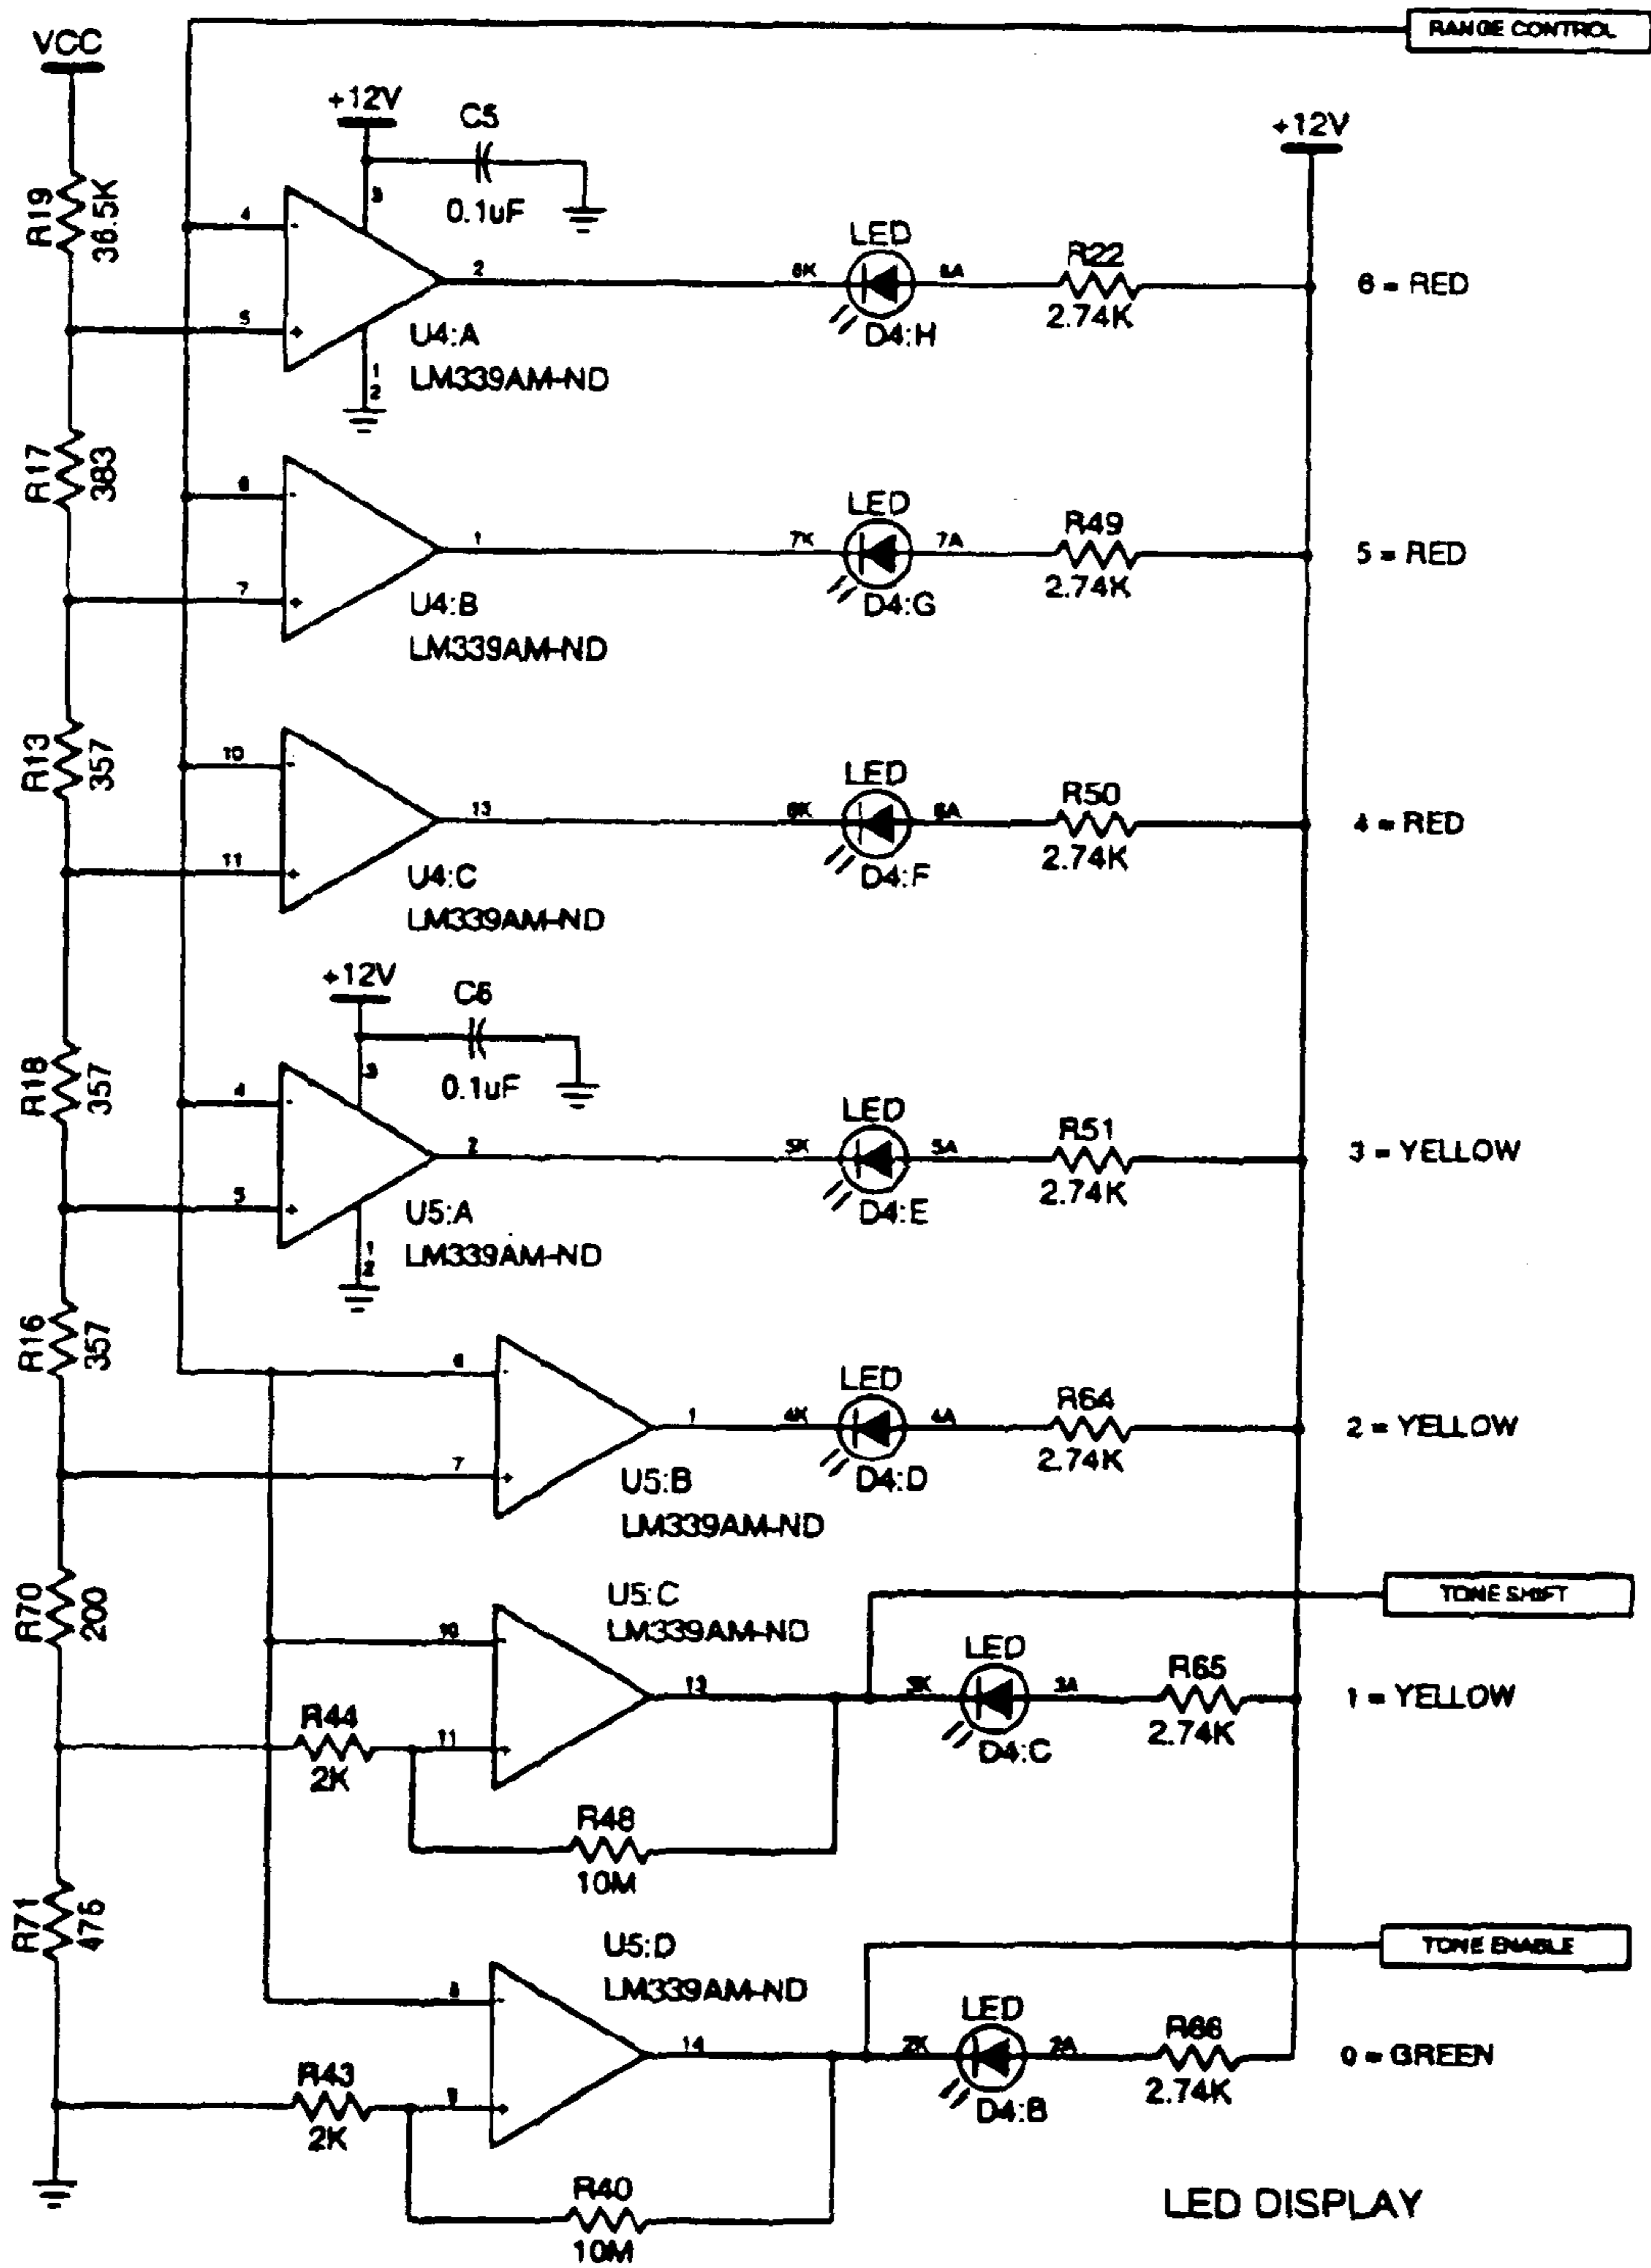 RANGE CONTROL
VCC
+12V
C5
0.1uF
+12V
R19
36.5K
4
3
5
2
1
2
U4:A
LM339AM-ND
LED
8A
D4:H
R22
2.74K
6 = RED
R17
383
6
7
1
U4:B
LM339AM-ND
LED
7K
7A
D4:G
R49
2.74K
5 = RED
R13
357
10
11
13
U4:C
LM339AM-ND
LED
D4:F
R50
2.74K
4 = RED
+12V
C6
0.1uF
R18
357
4
3
5
2
1
2
U5:A
LM339AM-ND
LED
5K
5A
D4:E
R51
2.74K
3 = YELLOW
R16
357
6
7
1
U5:B
LM339AM-ND
LED
4K
4A
D4:D
R64
2.74K
2 = YELLOW
R70
200
U5:C
LM339AM-ND
TONE SHIFT
10
11
13
R44
2K
R48
10M
LED
3K
3A
D4:C
R65
2.74K
1 = YELLOW
R71
475
U5:D
LM339AM-ND
TONE ENABLE
8
9
14
R43
2K
R40
10M
LED
2K
2A
D4:B
R66
2.74K
0 = GREEN
LED DISPLAY